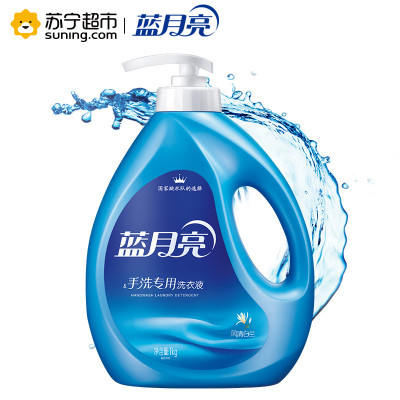 苏宁超市
suning.com
蓝月亮
国家跳水队的选择
蓝月亮
手洗专用洗衣液
HANDWASH LAUNDRY DETERGENT
风清白兰
净含量1kg